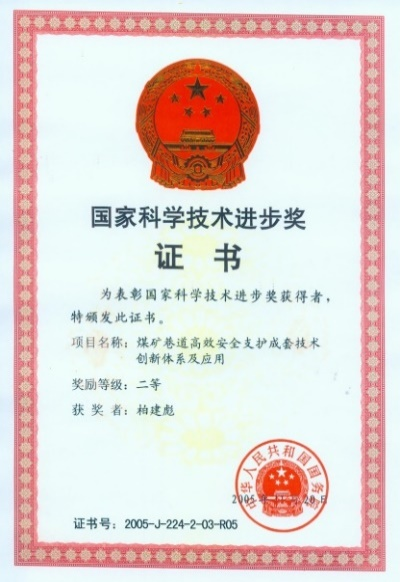 国家科学技术进步奖
证书
为表彰国家科学技术进步奖获得者,
特颁发此证书。
项目名称: 煤矿巷道高效安全支护成套技术
创新体系及应用
奖励等级: 二等
获奖者: 柏建彪
中华人民共和国国务院
证书号: 2005-J-224-2-03-R05